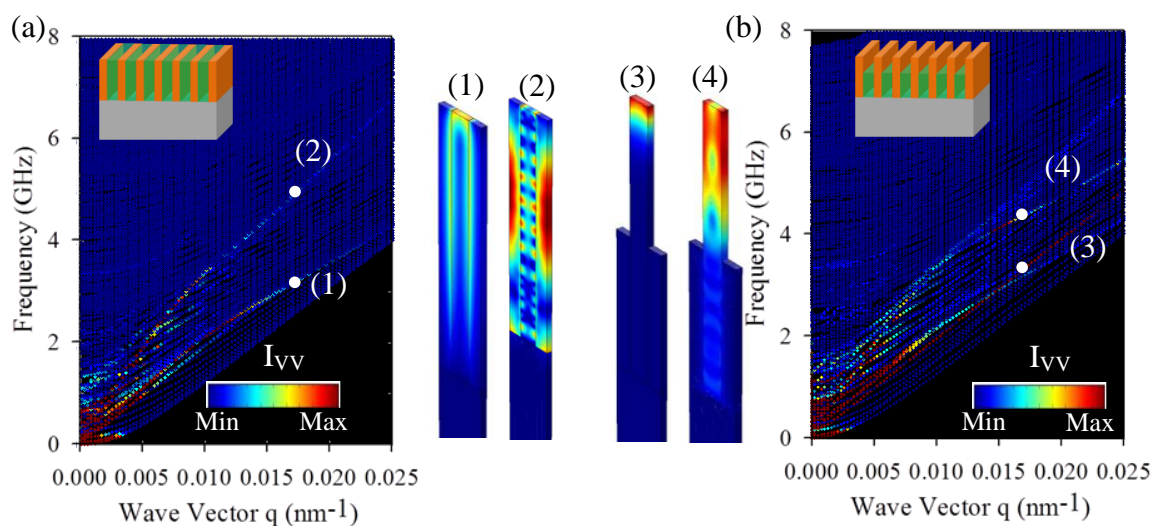 (a)
8
6
4
2
0
Frequency (GHz)
(2)
(1)
I_VV
Min
Max
0.000 0.005 0.010 0.015 0.020 0.025
Wave Vector q (nm⁻¹)
(1)
(2)
(3)
(4)
(b)
8
6
4
2
0
Frequency (GHz)
(4)
(3)
I_VV
Min
Max
0.000 0.005 0.010 0.015 0.020 0.025
Wave Vector q (nm⁻¹)